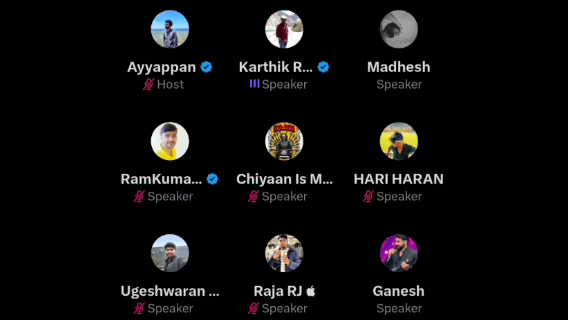 Ayyappan
Karthik R...
Madhesh
Host
Speaker
Speaker
RamKuma...
Chiyaan Is M...
HARI HARAN
Speaker
Speaker
Speaker
Ugeshwaran ...
Raja RJ
Ganesh
Speaker
Speaker
Speaker